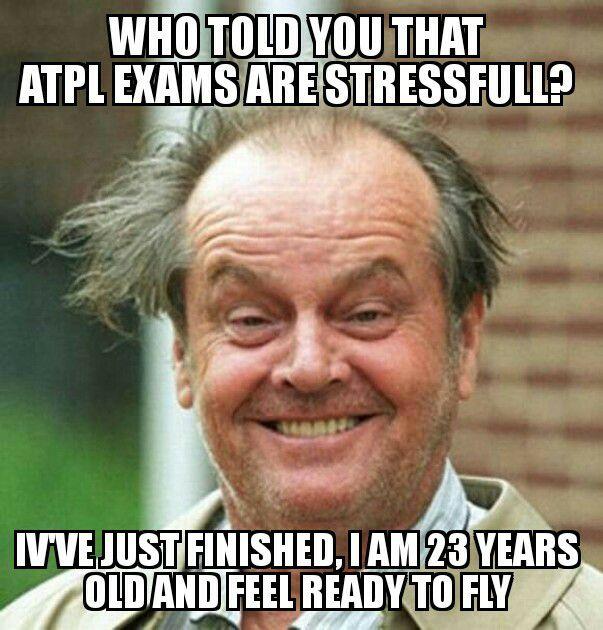 WHO TOLD YOU THAT
ATPL EXAMS ARE STRESSFULL?
IV'VE JUST FINISHED, I AM 23 YEARS
OLD AND FEEL READY TO FLY